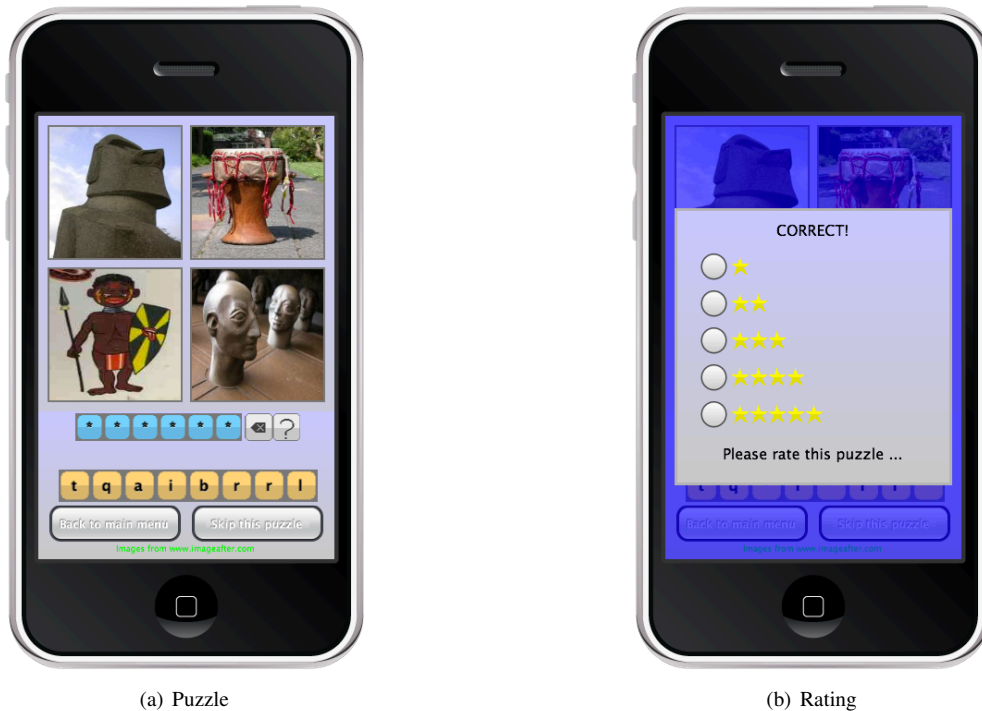 * * * * * * ?
t q a i b r r l
Back to main menu Skip this puzzle
Images from www.imageafter.com
(a) Puzzle
CORRECT!
Please rate this puzzle ...
t q i r r
Back to main menu Skip this puzzle
Images from www.imageafter.com
(b) Rating